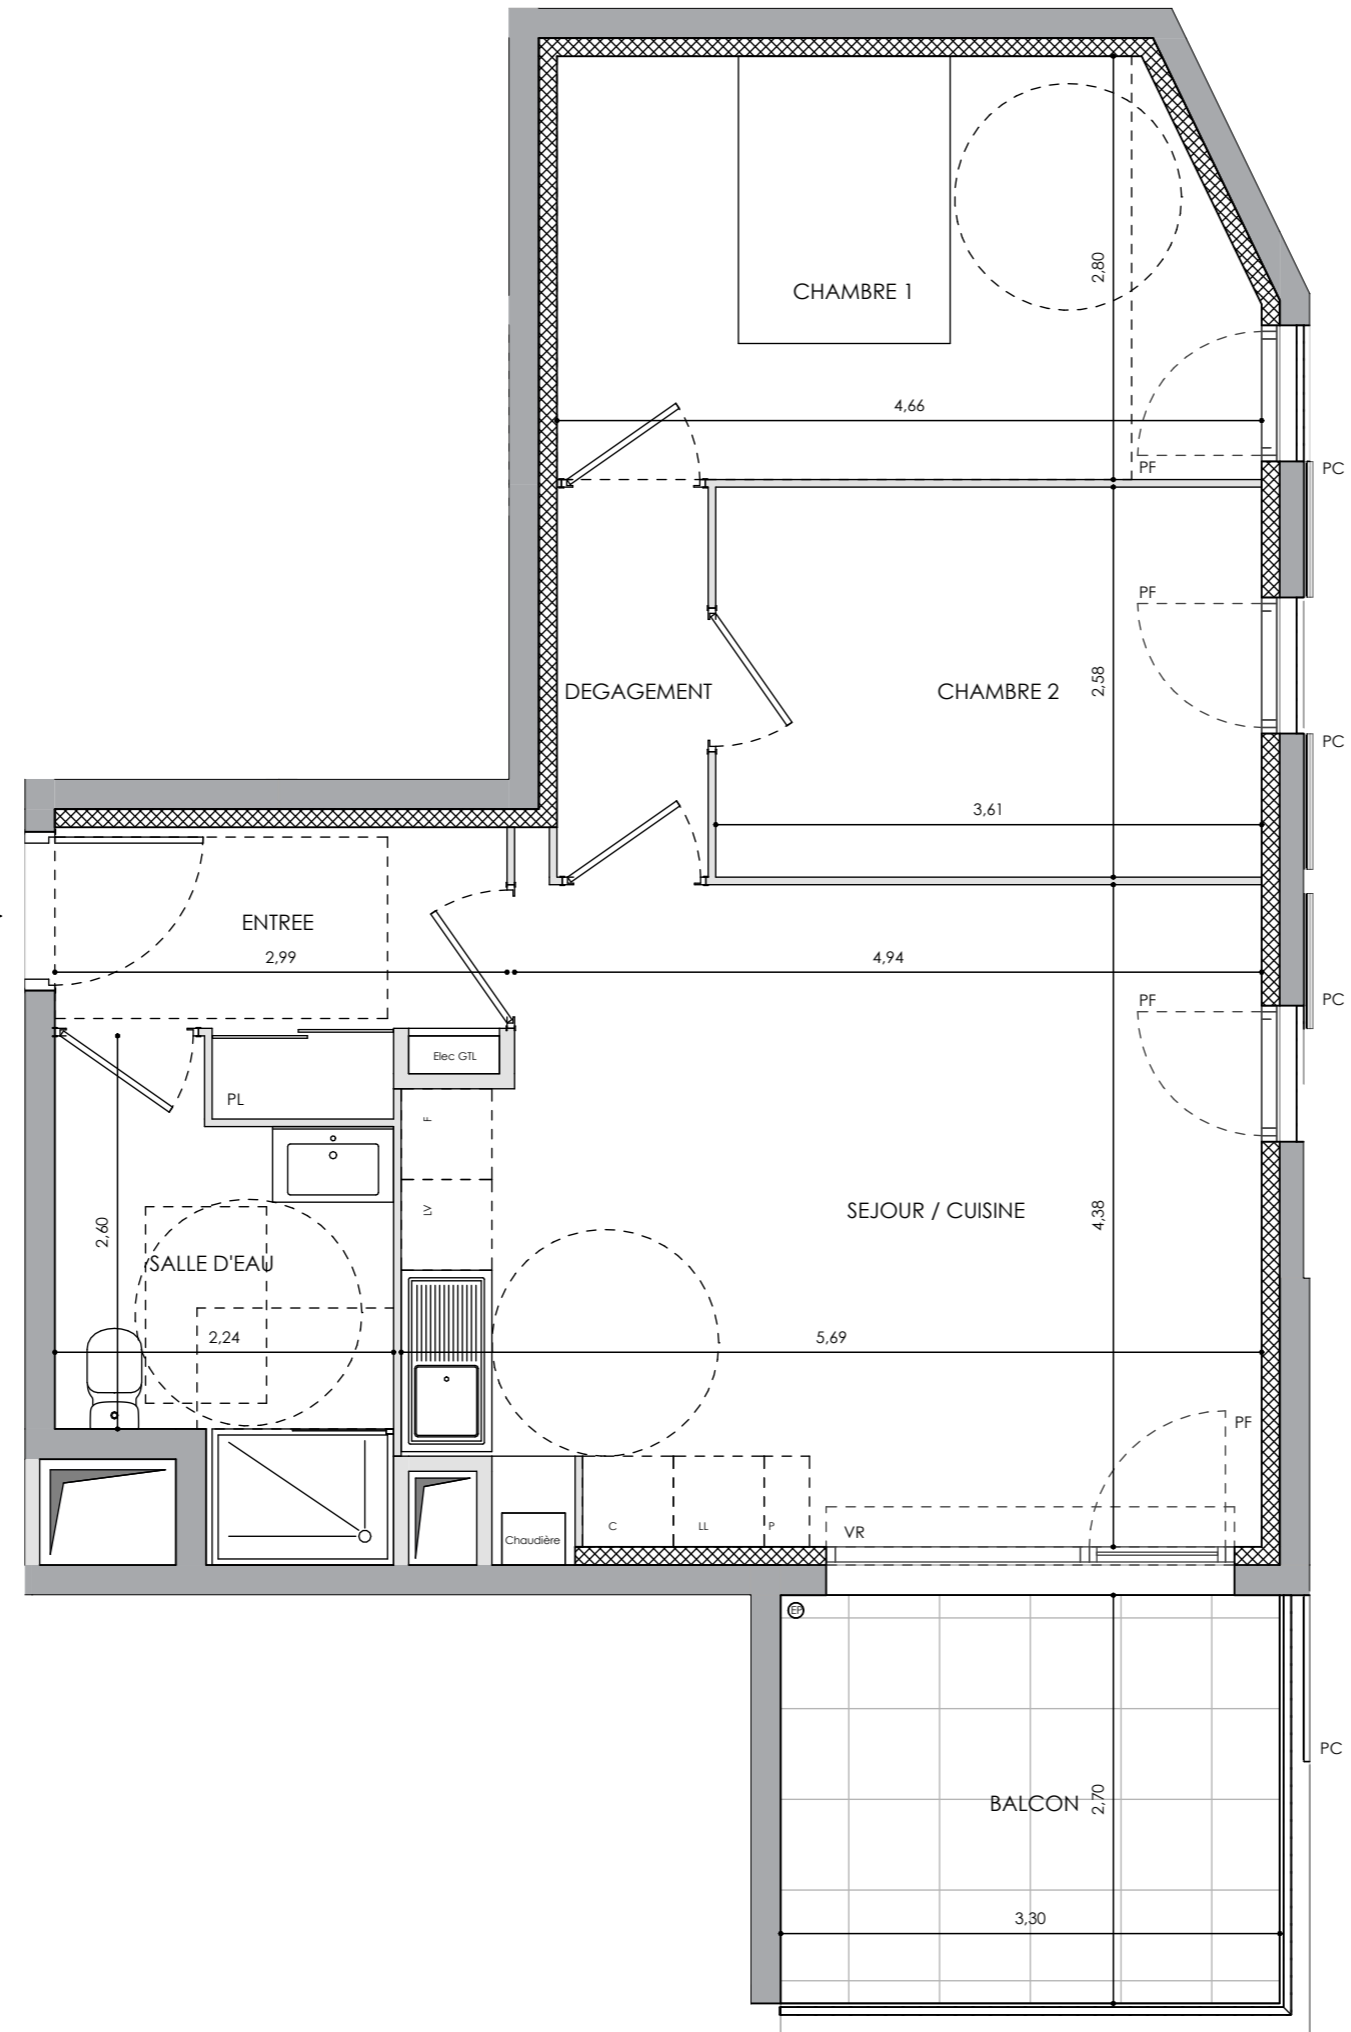 CHAMBRE 1
2,80
4,66
PF
PC
PF
DEGAGEMENT
CHAMBRE 2
2,58
PC
3,61
ENTREE
2,99
4,94
PF
PC
Elec GTL
PL
F
LV
SEJOUR / CUISINE
4,38
2,60
SALLE D'EAU
2,24
5,69
PF
VR
C
LL
P
Chaudière
EP
PC
BALCON
2,70
3,30